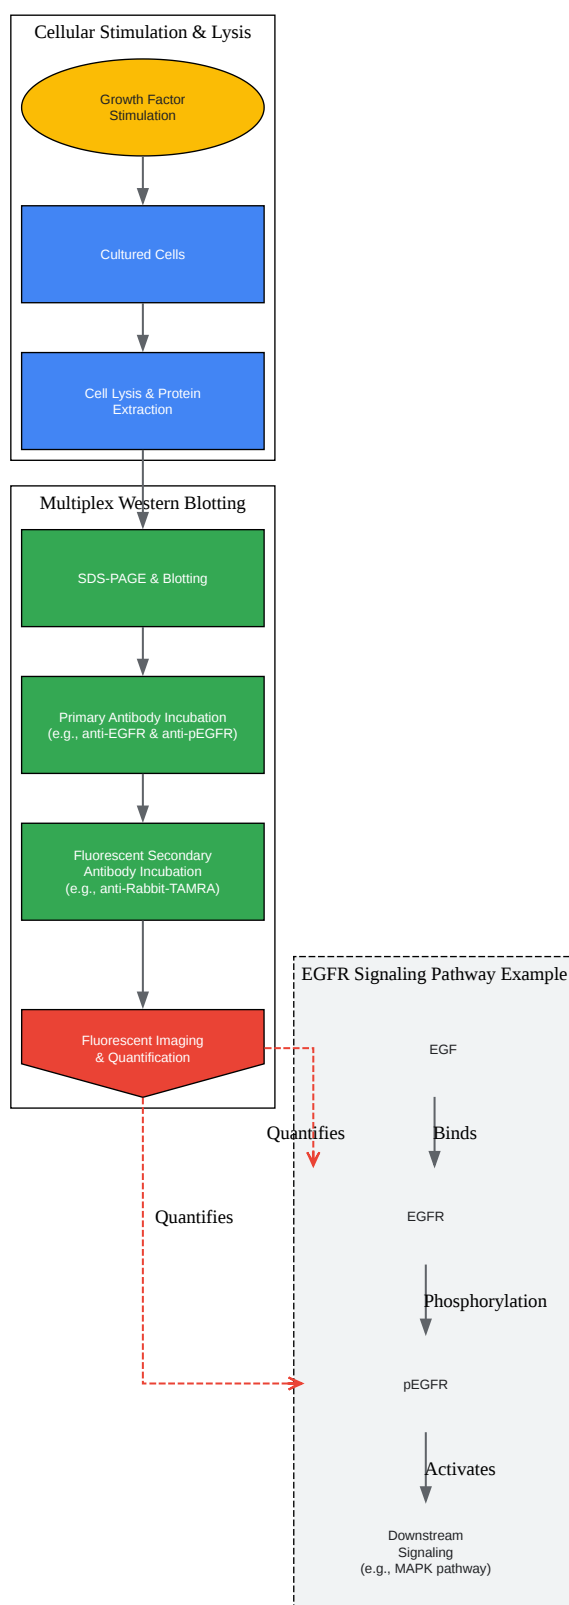 Cellular Stimulation & Lysis
Growth Factor
Stimulation
Cultured Cells
Cell Lysis & Protein
Extraction
Multiplex Western Blotting
SDS-PAGE & Blotting
Primary Antibody Incubation
(e.g., anti-EGFR & anti-pEGFR)
Fluorescent Secondary
Antibody Incubation
(e.g., anti-Rabbit-TAMRA)
Fluorescent Imaging
& Quantification
Quantifies
Quantifies
EGFR Signaling Pathway Example
EGF
Binds
EGFR
Phosphorylation
pEGFR
Activates
Downstream
Signaling
(e.g., MAPK pathway)